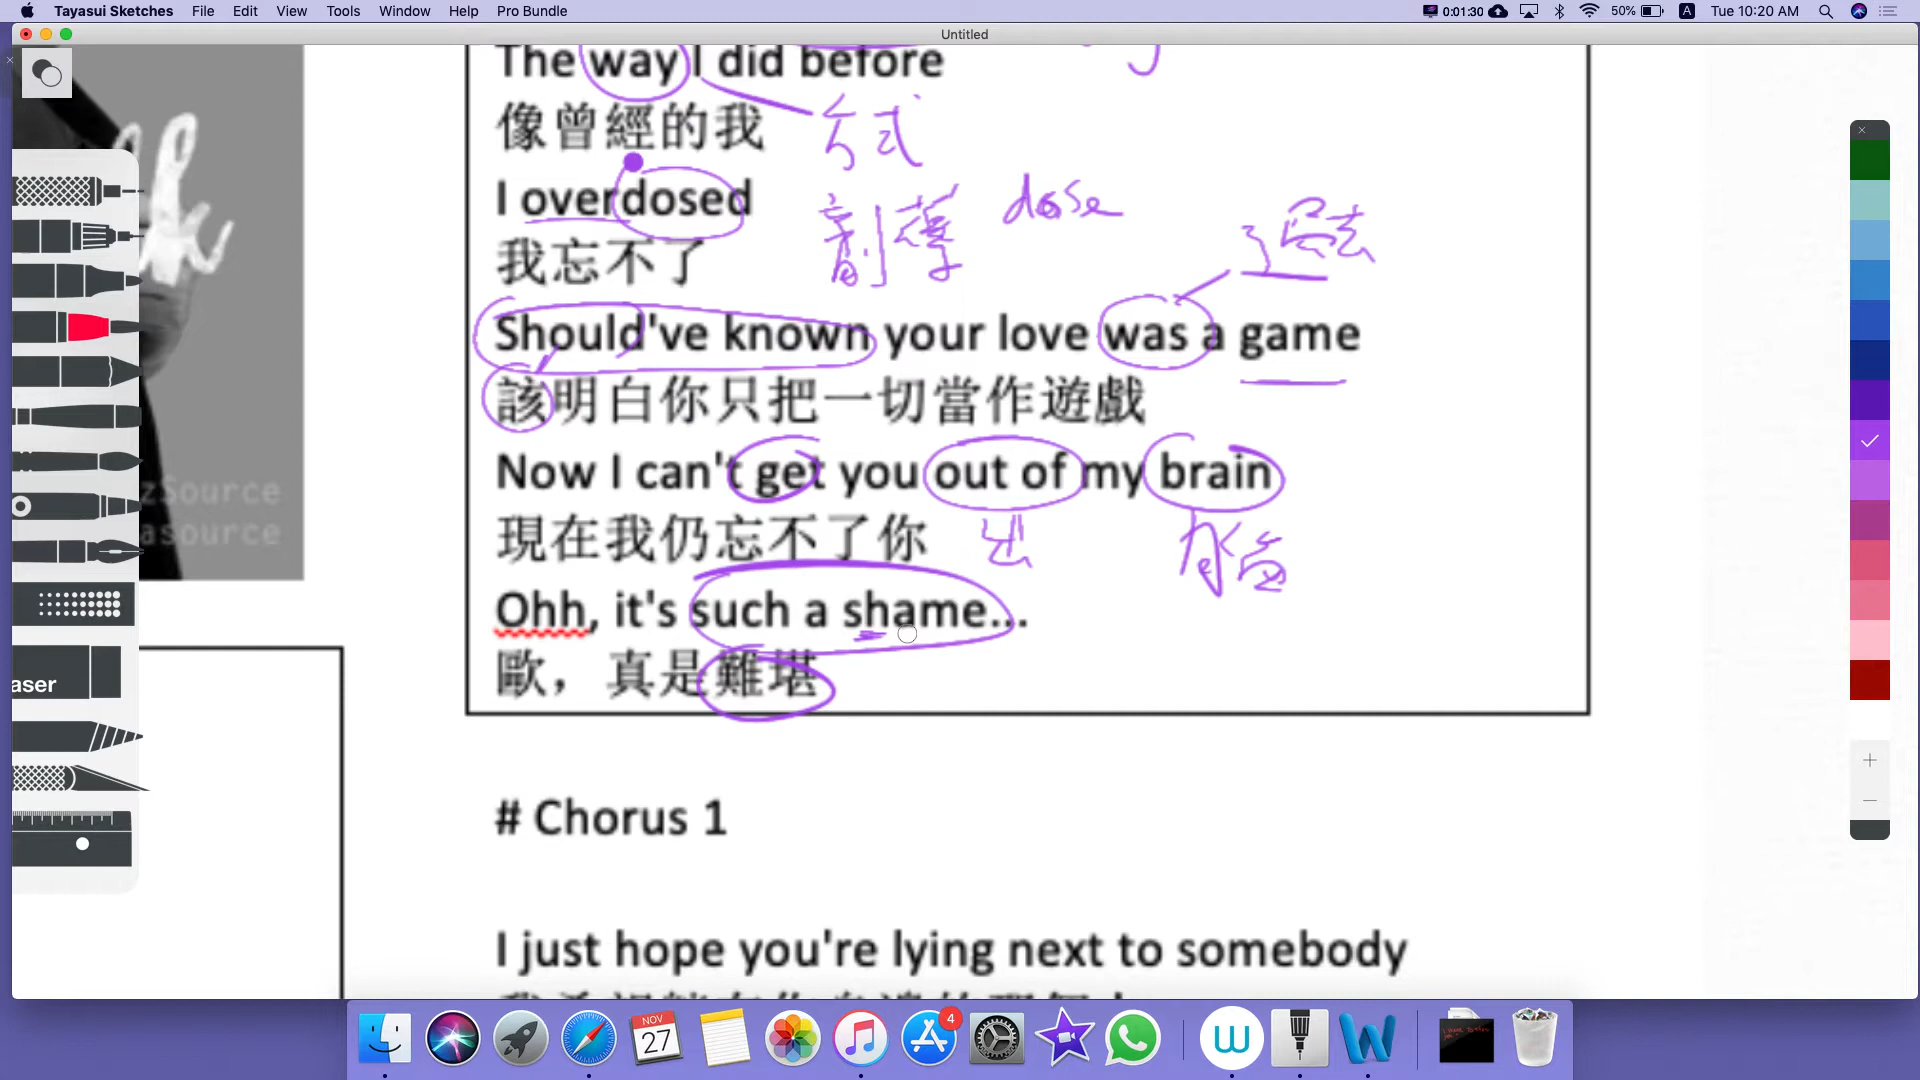 Tayasui Sketches File Edit View Tools Window Help Pro Bundle
0:01:30 50% A Tue 10:20 AM
Untitled
The way I did before
像曾經的我
方式
I overdosed
劑 dose
過去
我忘不了
Should've known your love was a game
該明白你只把一切當作遊戲
Now I can't get you out of my brain
現在我仍忘不了你
出
腦
Ohh, it's such a shame...
歐，真是難堪
zSource
asource
aser
# Chorus 1
I just hope you're lying next to somebody
NOV
27
4
W
W